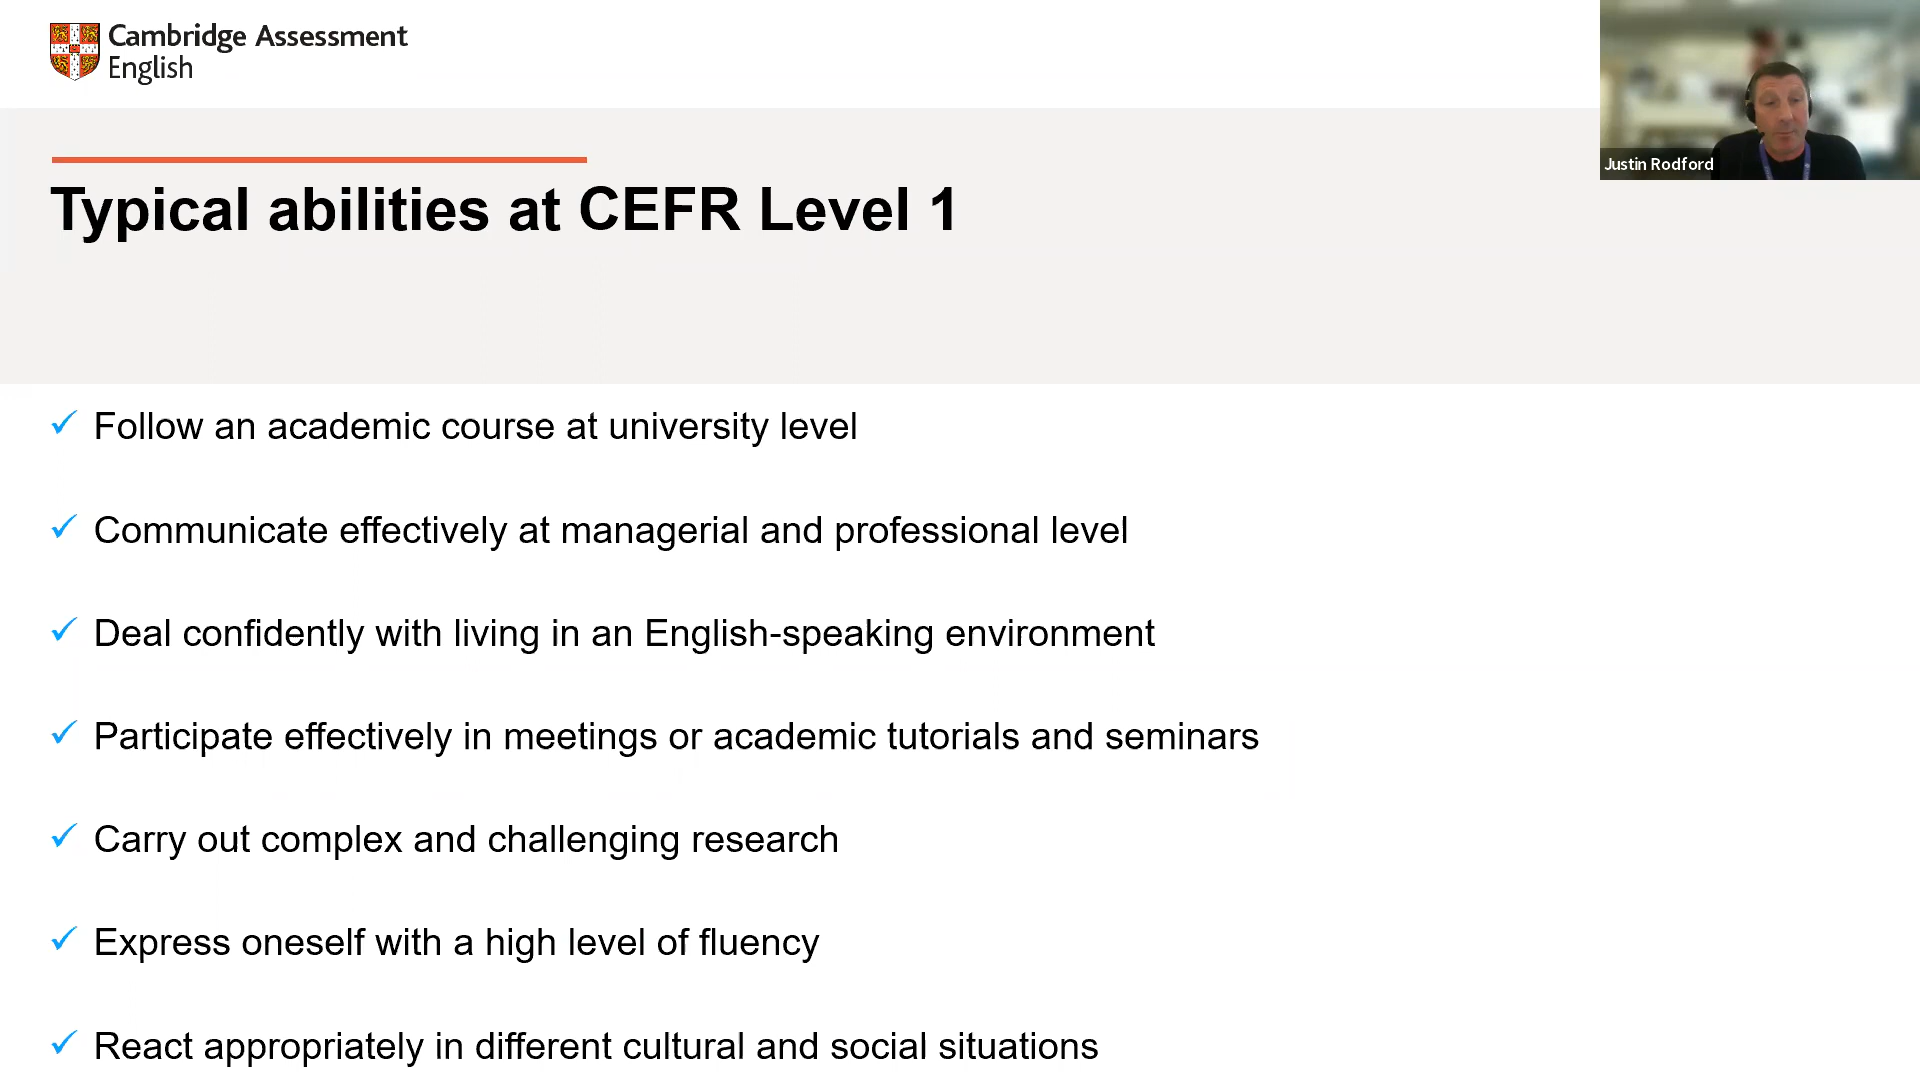 Cambridge Assessment
English
Justin Rodford
Typical abilities at CEFR Level 1
Follow an academic course at university level
Communicate effectively at managerial and professional level
Deal confidently with living in an English-speaking environment
Participate effectively in meetings or academic tutorials and seminars
Carry out complex and challenging research
Express oneself with a high level of fluency
React appropriately in different cultural and social situations